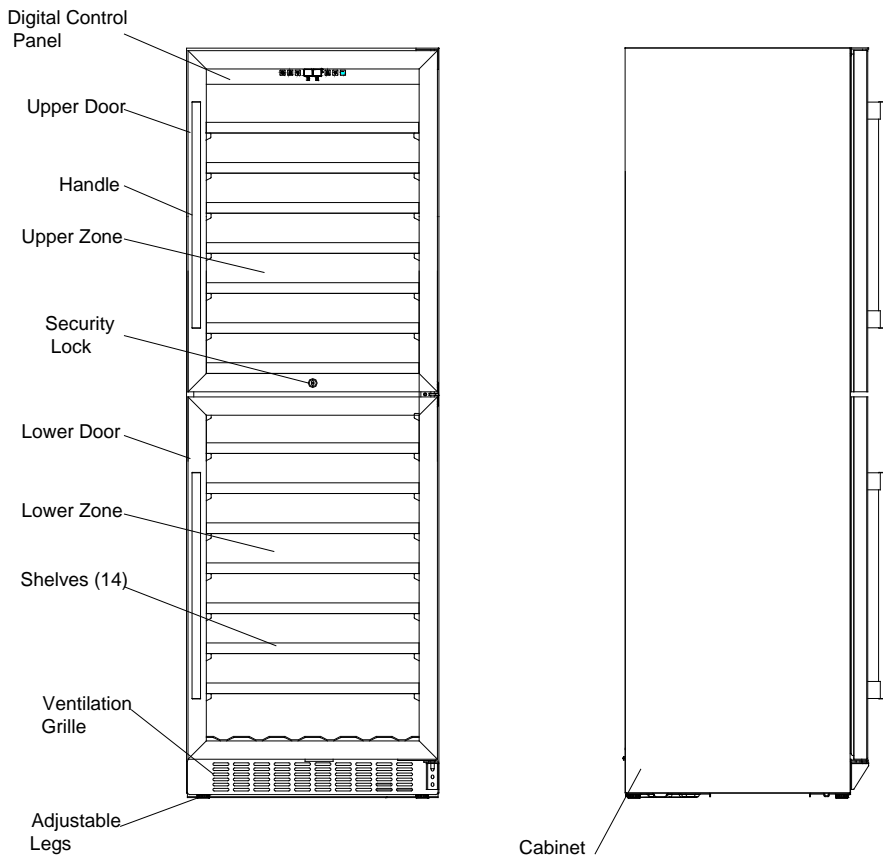 Digital Control
Panel
Upper Door
Handle
Upper Zone
Security
Lock
Lower Door
Lower Zone
Shelves (14)
Ventilation
Grille
Adjustable
Legs
Cabinet